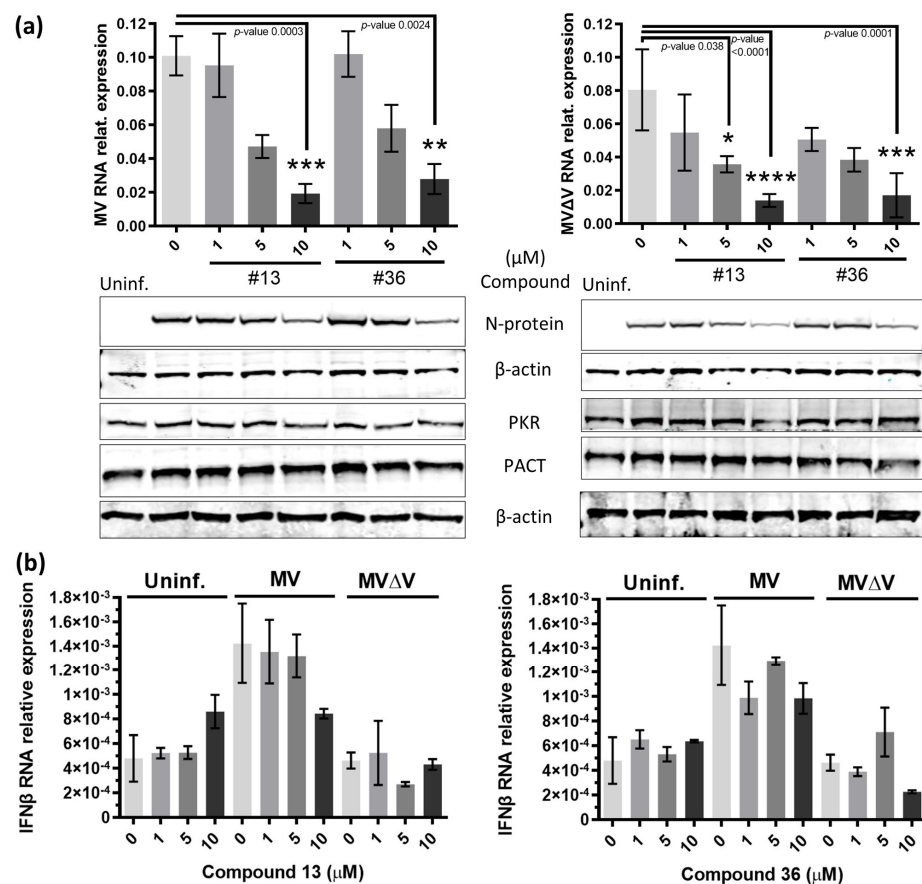 (a)
MV RNA relat. expression
0.12
0.10
0.08
0.06
0.04
0.02
0.00
p-value 0.0003
p-value 0.0024
***
**
0
1
5
10
1
5
10
#13
#36
MVΔV RNA relat. expression
0.12
0.10
0.08
0.06
0.04
0.02
0.00
p-value 0.038
p-value
<0.0001
p-value 0.0001
*
****
***
0
1
5
10
1
5
10
#13
#36
(μM)
Compound
Uninf.
Uninf.
N-protein
β-actin
PKR
PACT
β-actin
(b)
Uninf.
MV
MVΔV
IFNβ RNA relative expression
1.8×10⁻³
1.6×10⁻³
1.4×10⁻³
1.2×10⁻³
1×10⁻³
8×10⁻⁴
6×10⁻⁴
4×10⁻⁴
2×10⁻⁴
0
0
1
5
10
0
1
5
10
0
1
5
10
Compound 13 (μM)
Uninf.
MV
MVΔV
IFNβ RNA relative expression
1.8×10⁻³
1.6×10⁻³
1.4×10⁻³
1.2×10⁻³
1×10⁻³
8×10⁻⁴
6×10⁻⁴
4×10⁻⁴
2×10⁻⁴
0
0
1
5
10
0
1
5
10
0
1
5
10
Compound 36 (μM)